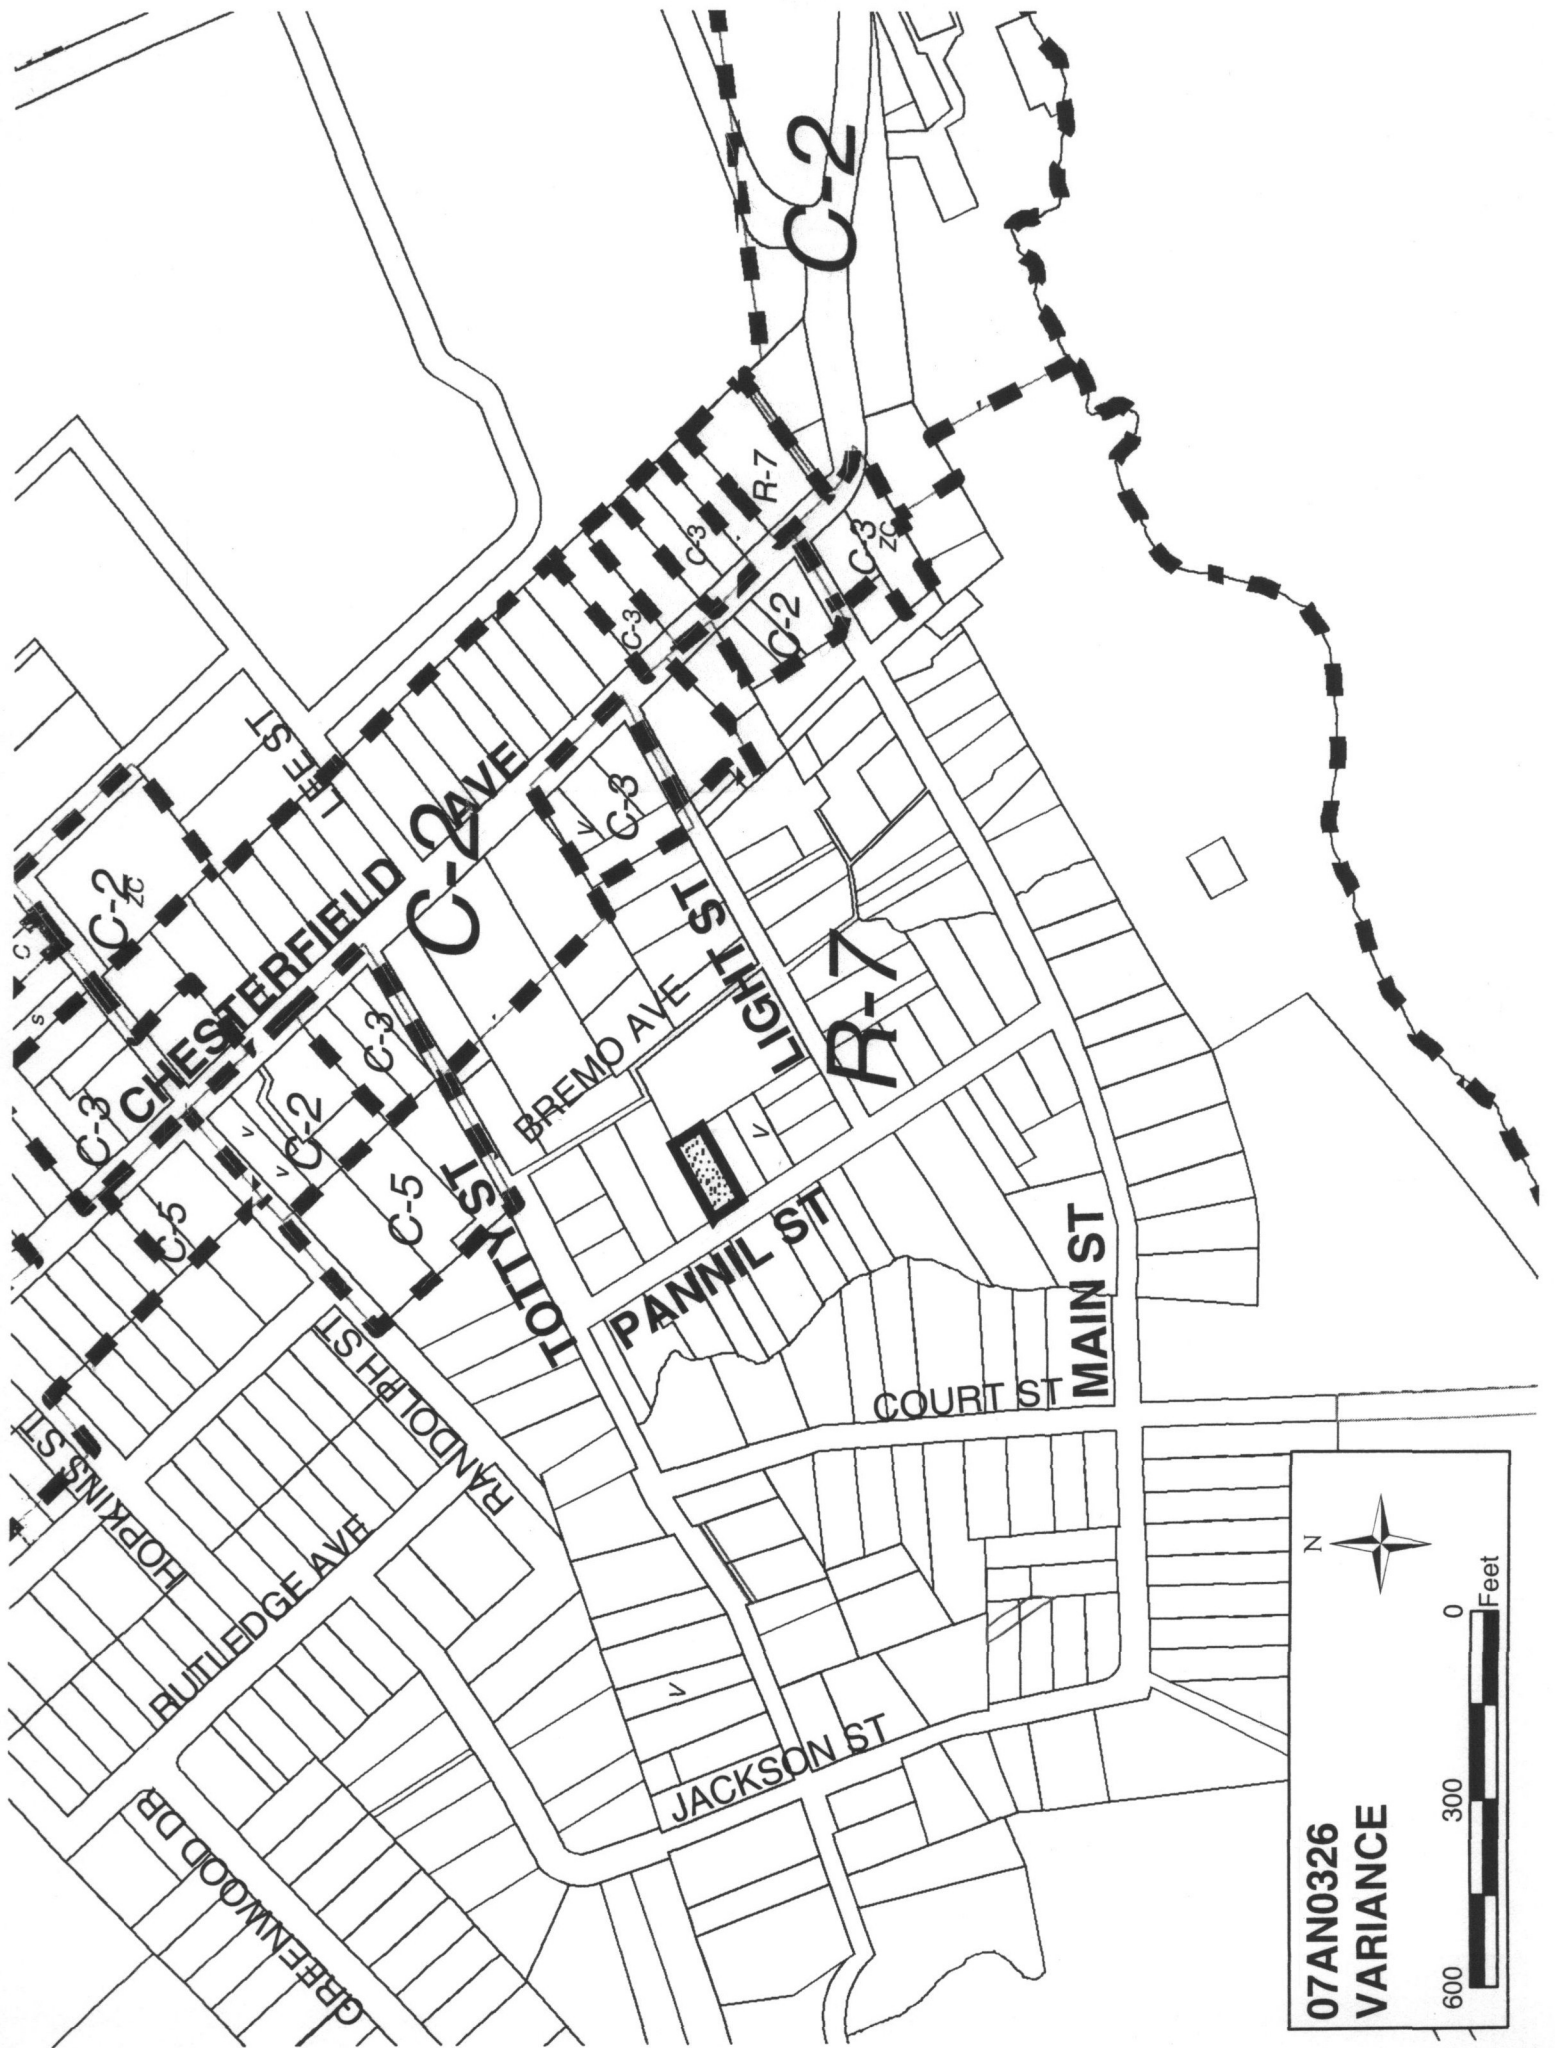 C-2
R-7
C-3
C-3
ZC
C-3
C-2
LEE ST
C-2
ZC
C
S
CHESTERFIELD AVE
C-2
C-3
V
C-3
C-2
V
V
C-3
C-5
C-5
LIGHT ST
BREMO AVE
R-7
V
TOTTY ST
PANNIL ST
MAIN ST
COURT ST
RANDOLPH ST
HOPKINS ST
RUTLEDGE AVE
V
JACKSON ST
GREENWOOD DR
07AN0326
VARIANCE
N
600 300 0
Feet